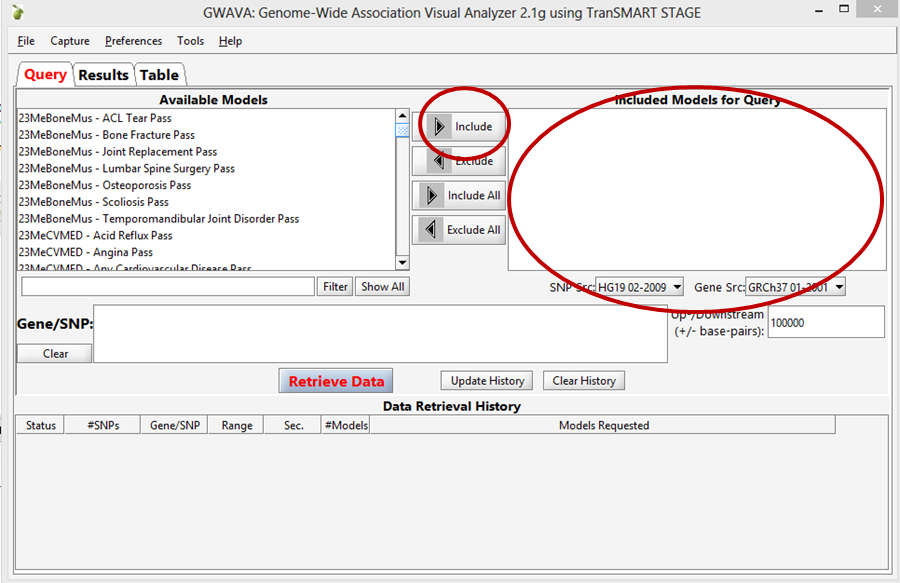 GWAVA: Genome-Wide Association Visual Analyzer 2.1g using TranSMART STAGE
File Capture Preferences Tools Help
Query Results Table
Available Models
Included Models for Query
23MeBoneMus - ACL Tear Pass
23MeBoneMus - Bone Fracture Pass
23MeBoneMus - Joint Replacement Pass
23MeBoneMus - Lumbar Spine Surgery Pass
23MeBoneMus - Osteoporosis Pass
23MeBoneMus - Scoliosis Pass
23MeBoneMus - Temporomandibular Joint Disorder Pass
23MeCVMED - Acid Reflux Pass
23MeCVMED - Angina Pass
23MeCVMED - Any Cardiovascular Disease Pass
Include
Exclude
Include All
Exclude All
Filter Show All
SNP Src: HG19 02-2009 Gene Src: GRCh37 01-2001
Gene/SNP:
Clear
Up-/Downstream
(+/- base-pairs): 100000
Retrieve Data Update History Clear History
Data Retrieval History
Status #SNPs Gene/SNP Range Sec. #Models Models Requested